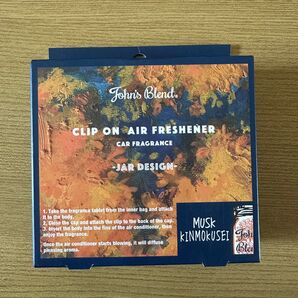 John's Blend.
CLIP ON AIR FRESHENER
CAR FRAGRANCE
-JAR DESIGN-
1. Take the fragrance tablet from the inner bag and attach
it to the body.
2. Close the cap and attach the clip to the back of the cap.
3. Insert the body into the fins of the air conditioner, then
enjoy the fragrance.
Once the air conditioner starts blowing, it will diffuse
pleasing aroma.
MUSK
KINMOKUSEI
John's
Blend